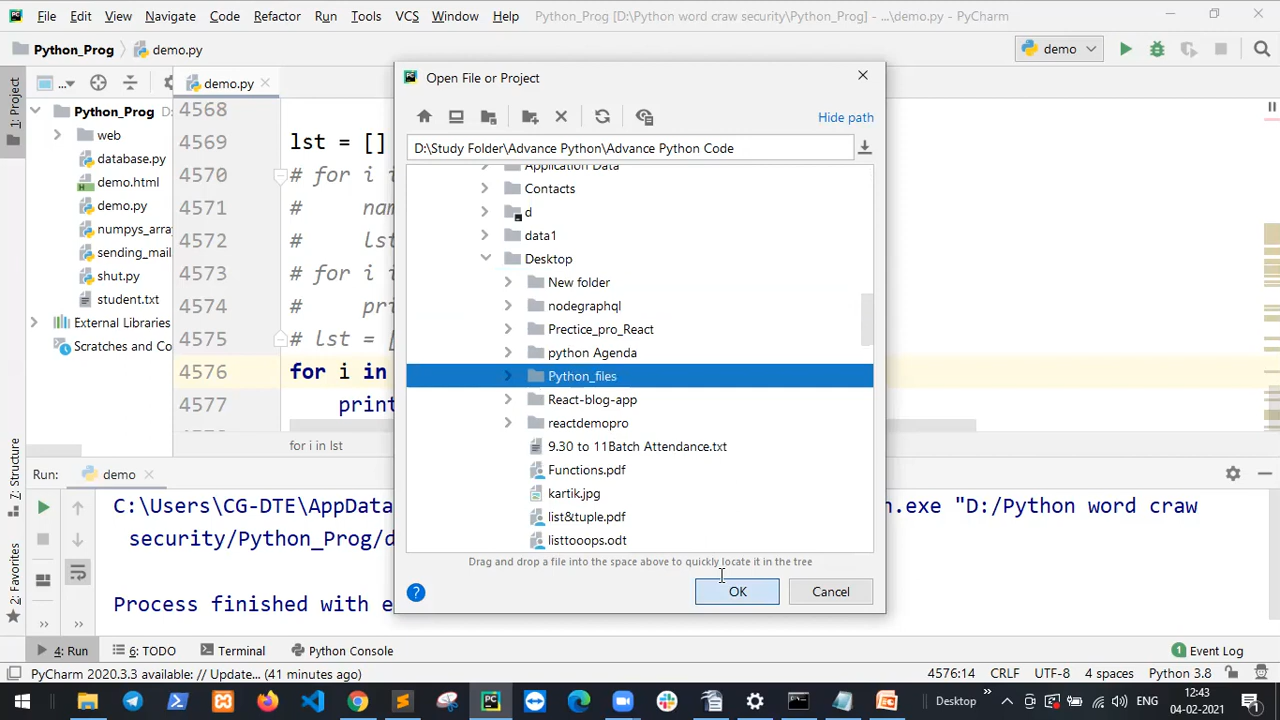 File Edit View Navigate Code Refactor Run Tools VCS Window Help Python_Prog [D:\Python word craw security\Python_Prog] - ...\demo.py - PyCharm
Python_Prog demo.py
demo
1: Project
...
demo.py
Open File or Project
Hide path
D:\Study Folder\Advance Python\Advance Python Code
Python_Prog D:
web
database.py
demo.html
demo.py
numpys_arra
sending_mail
shut.py
student.txt
External Libraries
Scratches and Co
4568
4569 lst = []
4570 # for i i
4571 # nam
4572 # lst
4573 # for i i
4574 # pri
4575 # lst = [
4576 for i in
4577 print
for i in lst
Application Data
Contacts
d
data1
Desktop
New folder
nodegraphql
Prectice_pro_React
python Agenda
Python_files
React-blog-app
reactdemopro
9.30 to 11Batch Attendance.txt
Functions.pdf
kartik.jpg
list&tuple.pdf
listtooops.odt
Drag and drop a file into the space above to quickly locate it in the tree
? OK Cancel
Z: Structure
2: Favorites
Run: demo
C:\Users\CG-DTE\AppData n.exe "D:/Python word craw
security/Python_Prog/d
Process finished with e
4: Run 6: TODO Terminal Python Console Event Log
PyCharm 2020.3.3 available: // Update... (41 minutes ago) 4576:14 CRLF UTF-8 4 spaces Python 3.8
Desktop ENG 12:43
04-02-2021